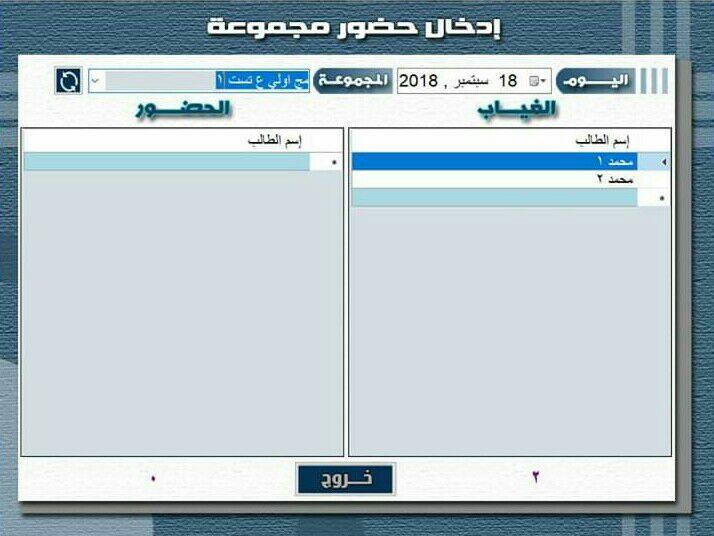 إدخال حضور مجموعة
اليـــوم 18 سبتمبر , 2018 المجموعـة مج اولي ع تست ١
الغيـــاب الحضـــور
إسم الطالب إسم الطالب
محمد ١
محمد ٢
٢ خـــروج ٠